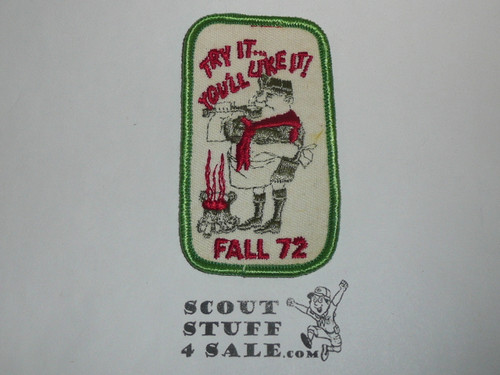 TRY IT...
YOU'LL LIKE IT!
FALL 72
SCOUT
STUFF
4 SALE.com